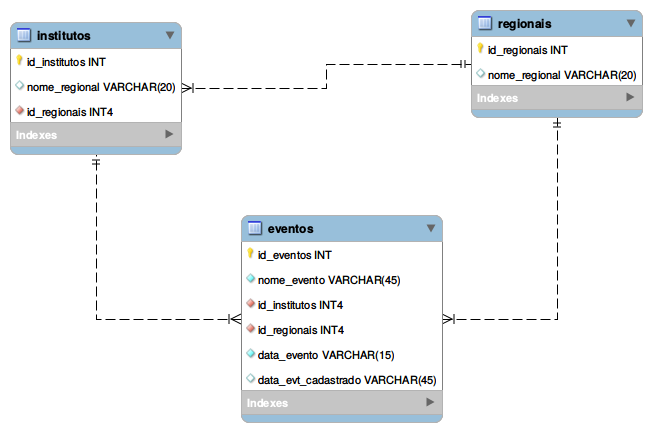 institutos
id_institutos INT
nome_regional VARCHAR(20)
id_regionais INT4
Indexes
regionais
id_regionais INT
nome_regional VARCHAR(20)
Indexes
eventos
id_eventos INT
nome_evento VARCHAR(45)
id_institutos INT4
id_regionais INT4
data_evento VARCHAR(15)
data_evt_cadastrado VARCHAR(45)
Indexes